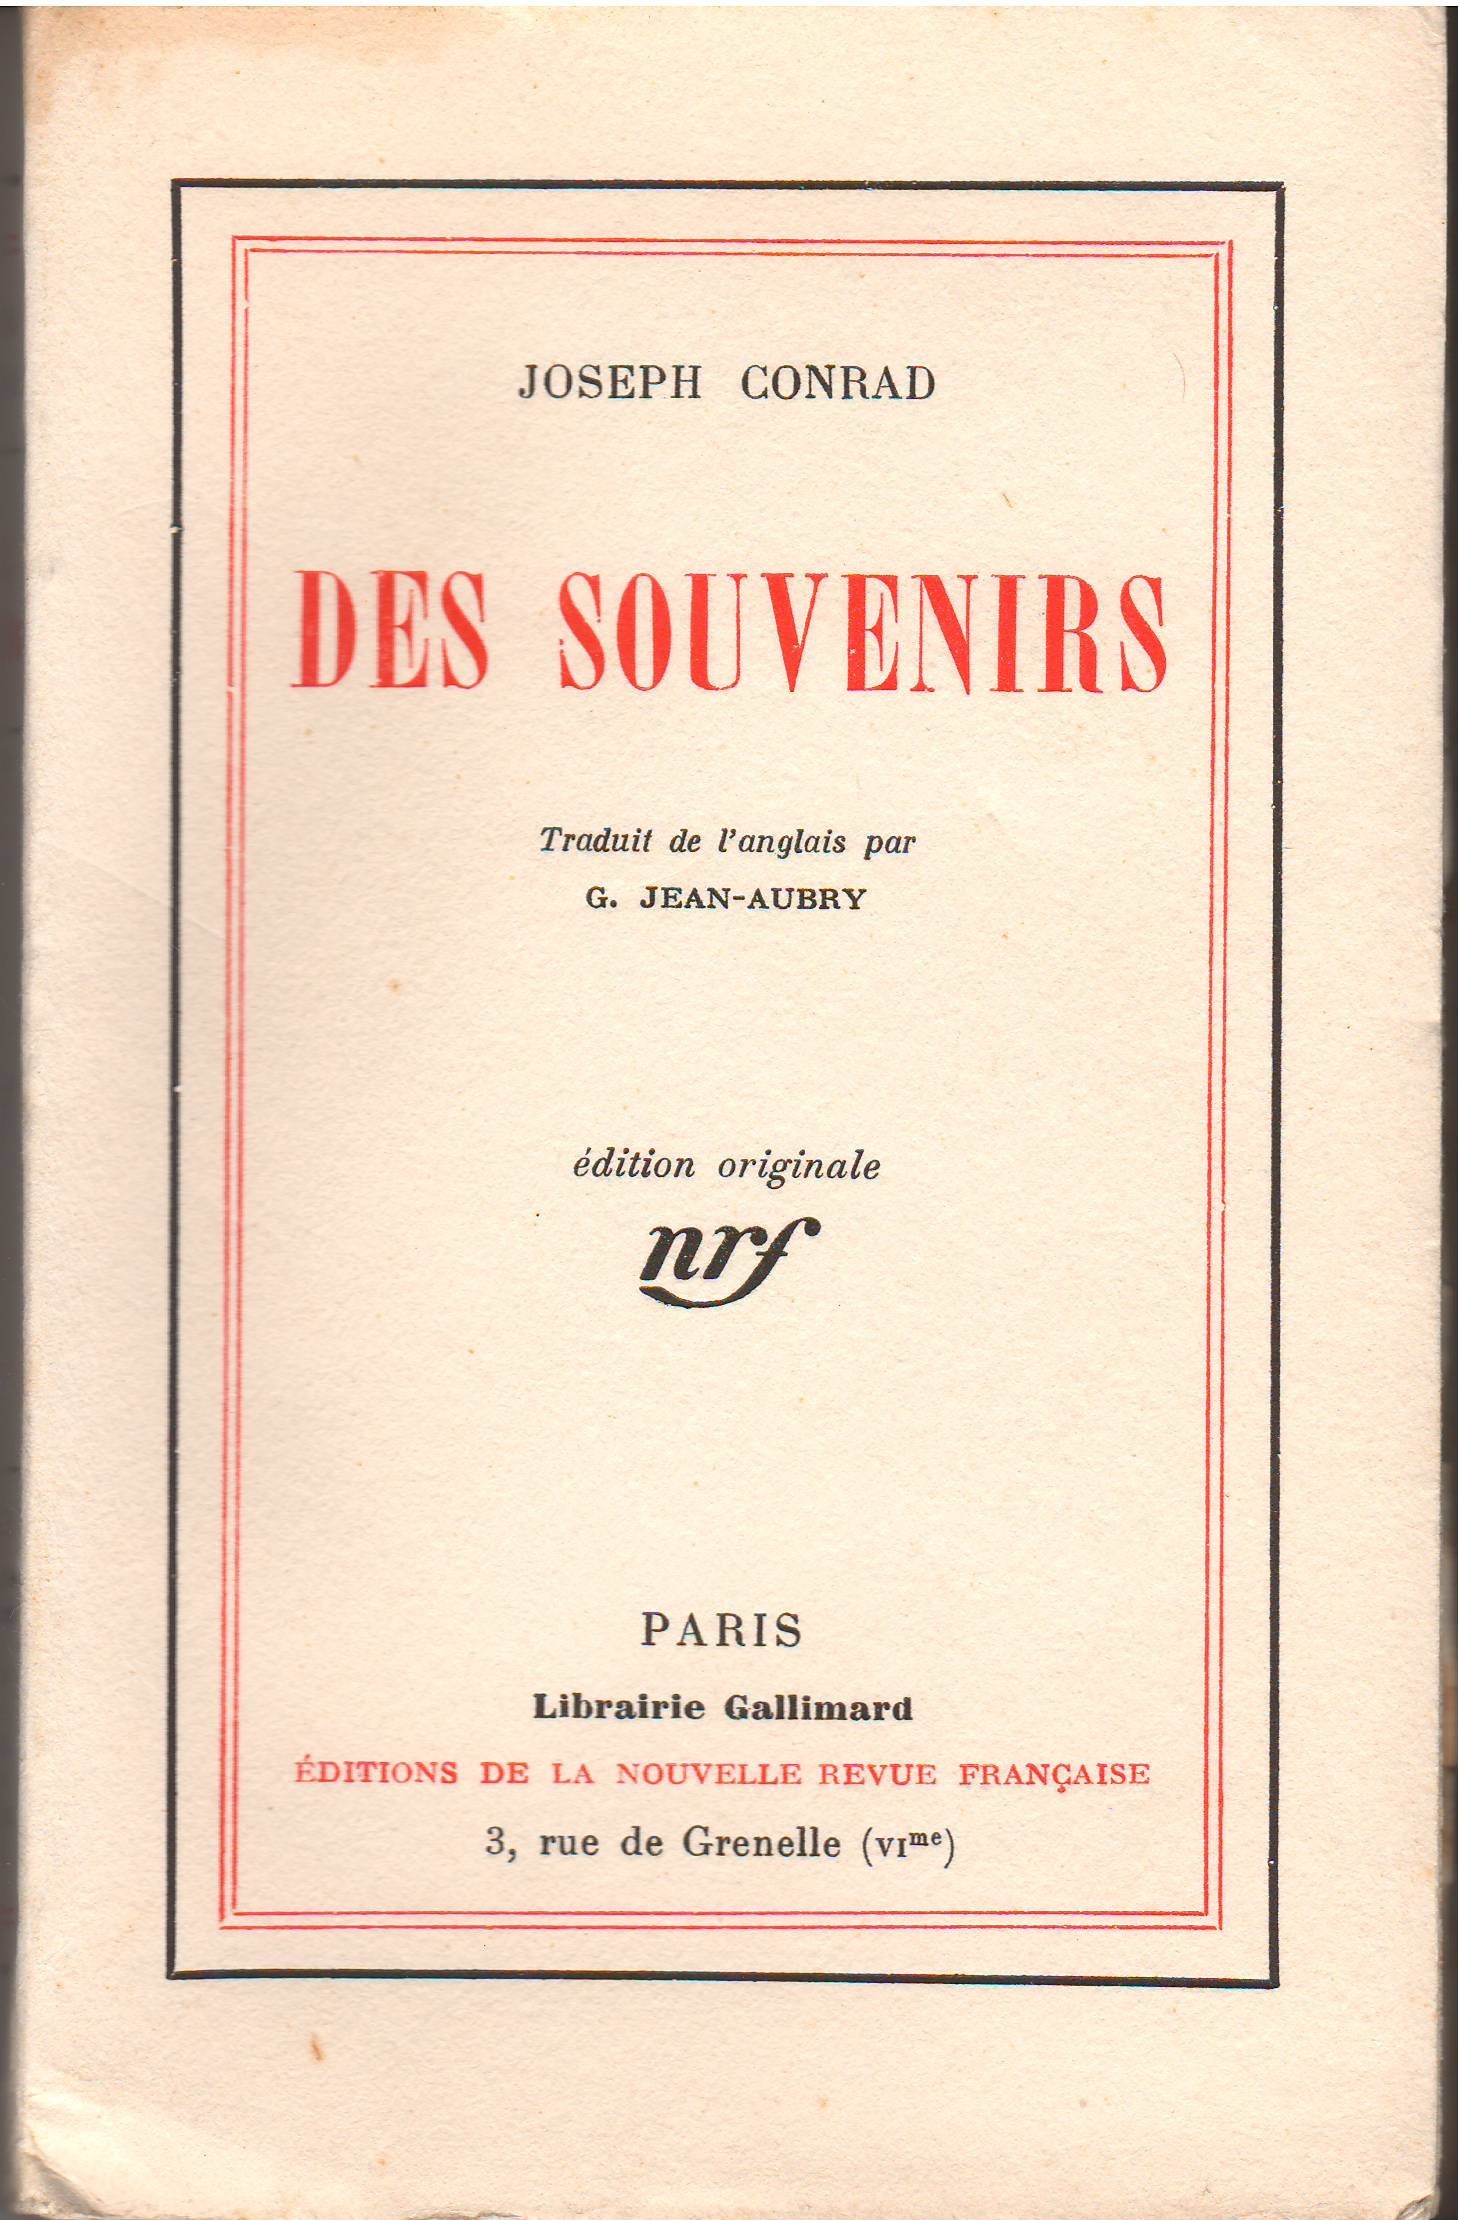 JOSEPH CONRAD
DES SOUVENIRS
Traduit de l'anglais par
G. JEAN-AUBRY
édition originale
nrf
PARIS
Librairie Gallimard
ÉDITIONS DE LA NOUVELLE REVUE FRANÇAISE
3, rue de Grenelle (VIme)